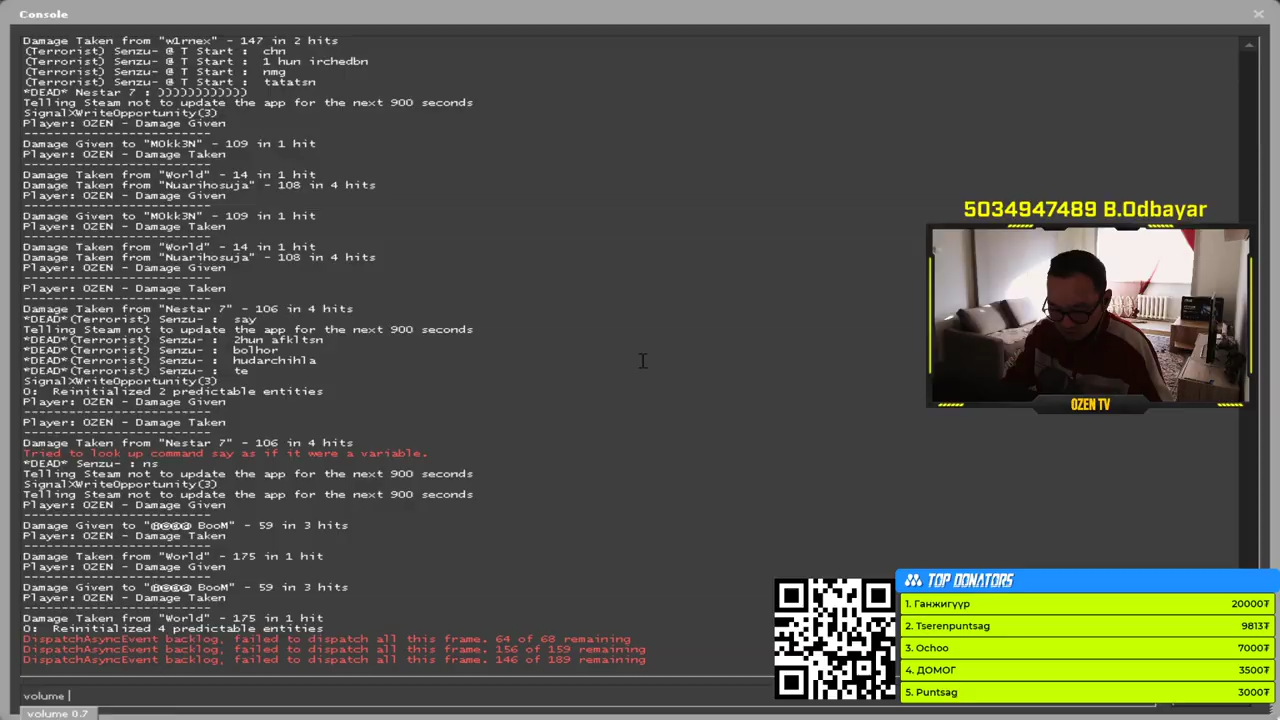 Console
Damage Taken from "w1rnex" - 147 in 2 hits
(Terrorist) Senzu- @ T Start :  chn
(Terrorist) Senzu- @ T Start :  1 hun irchedbn
(Terrorist) Senzu- @ T Start :  nmg
(Terrorist) Senzu- @ T Start :  tatatsn
*DEAD* Nestar 7 : ))))))))))))
Telling Steam not to update the app for the next 900 seconds
SignalXWriteOpportunity(3)
Player: OZEN - Damage Given
-------------------------
Damage Given to "M0kk3N" - 109 in 1 hit
Player: OZEN - Damage Taken
-------------------------
Damage Taken from "World" - 14 in 1 hit
Damage Taken from "Nuarihosuja" - 108 in 4 hits
Player: OZEN - Damage Given
-------------------------
Damage Given to "M0kk3N" - 109 in 1 hit
Player: OZEN - Damage Taken
-------------------------
Damage Taken from "World" - 14 in 1 hit
Damage Taken from "Nuarihosuja" - 108 in 4 hits
Player: OZEN - Damage Given
-------------------------
Player: OZEN - Damage Taken
-------------------------
Damage Taken from "Nestar 7" - 106 in 4 hits
*DEAD*(Terrorist) Senzu- :  say
Telling Steam not to update the app for the next 900 seconds
*DEAD*(Terrorist) Senzu- :  2hun afkltsn
*DEAD*(Terrorist) Senzu- :  bolhor
*DEAD*(Terrorist) Senzu- :  hudarchihla
*DEAD*(Terrorist) Senzu- :  te
SignalXWriteOpportunity(3)
0:  Reinitialized 2 predictable entities
Player: OZEN - Damage Given
-------------------------
Player: OZEN - Damage Taken
-------------------------
Damage Taken from "Nestar 7" - 106 in 4 hits
Tried to look up command say as if it were a variable.
*DEAD* Senzu- : ns
Telling Steam not to update the app for the next 900 seconds
SignalXWriteOpportunity(3)
Telling Steam not to update the app for the next 900 seconds
Player: OZEN - Damage Given
-------------------------
Damage Given to " BooM" - 59 in 3 hits
Player: OZEN - Damage Taken
-------------------------
Damage Taken from "World" - 175 in 1 hit
Player: OZEN - Damage Given
-------------------------
Damage Given to " BooM" - 59 in 3 hits
Player: OZEN - Damage Taken
-------------------------
Damage Taken from "World" - 175 in 1 hit
0:  Reinitialized 4 predictable entities
DispatchAsyncEvent backlog, failed to dispatch all this frame. 64 of 68 remaining
DispatchAsyncEvent backlog, failed to dispatch all this frame. 156 of 159 remaining
DispatchAsyncEvent backlog, failed to dispatch all this frame. 146 of 189 remaining
volume
volume 0.7
5034947489 B.Odbayar
OZEN TV
TOP DONATORS
1. Ганжигүүр 20000₮
2. Tserenpuntsag 9813₮
3. Ochoo 7000₮
4. ДОМОГ 3500₮
5. Puntsag 3000₮